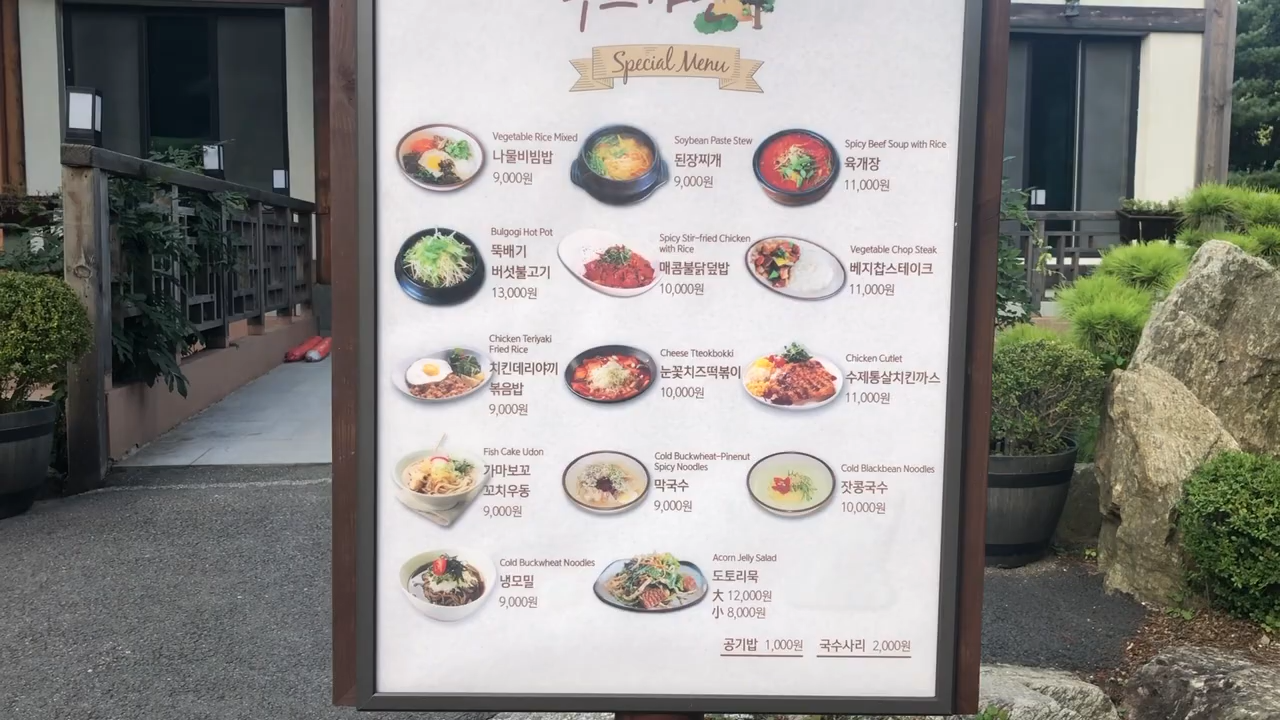 Special Menu
Vegetable Rice Mixed
나물비빔밥
9,000원
Soybean Paste Stew
된장찌개
9,000원
Spicy Beef Soup with Rice
육개장
11,000원
Bulgogi Hot Pot
뚝배기
버섯불고기
13,000원
Spicy Stir-fried Chicken
with Rice
매콤불닭덮밥
10,000원
Vegetable Chop Steak
베지찹스테이크
11,000원
Chicken Teriyaki
Fried Rice
치킨데리야끼
볶음밥
9,000원
Cheese Tteokbokki
눈꽃치즈떡볶이
10,000원
Chicken Cutlet
수제통살치킨까스
11,000원
Fish Cake Udon
가마보꼬
꼬치우동
9,000원
Cold Buckwheat-Pinenut
Spicy Noodles
막국수
9,000원
Cold Blackbean Noodles
잣콩국수
10,000원
Cold Buckwheat Noodles
냉모밀
9,000원
Acorn Jelly Salad
도토리묵
大 12,000원
小 8,000원
공기밥 1,000원 국수사리 2,000원